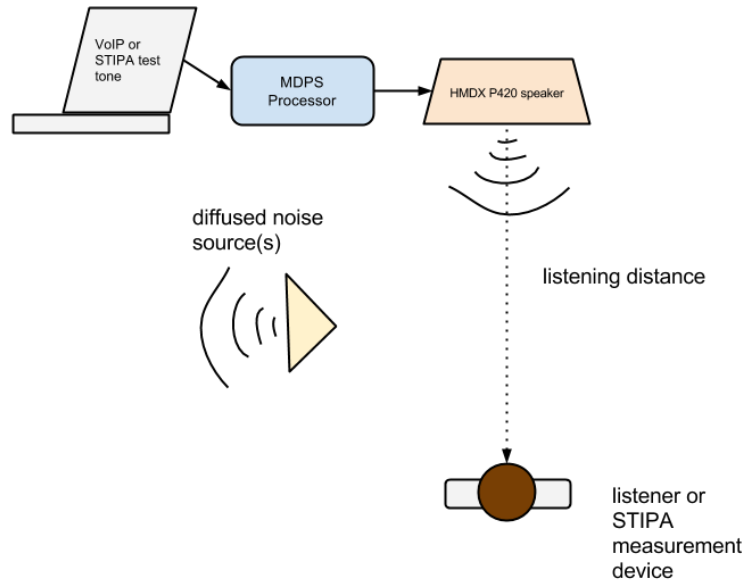 VoIP or
STIPA test
tone
MDPS
Processor
HMDX P420 speaker
diffused noise
source(s)
listening distance
listener or
STIPA
measurement
device